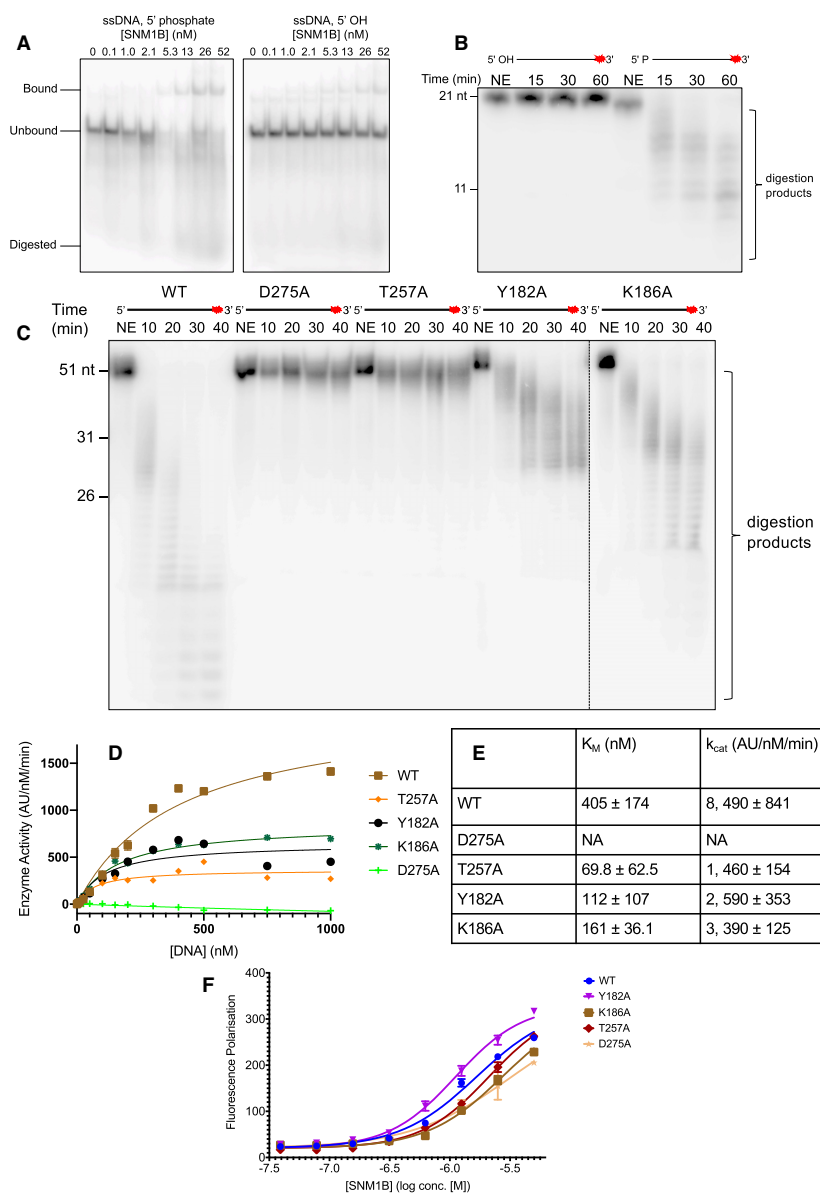 A
ssDNA, 5' phosphate
[SNM1B] (nM)
0 0.1 1.0 2.1 5.3 13 26 52
ssDNA, 5' OH
[SNM1B] (nM)
0 0.1 1.0 2.1 5.3 13 26 52
Bound
Unbound
Digested
B
5' OH 3' 5' P 3'
Time (min) NE 15 30 60 NE 15 30 60
21 nt
11
digestion
products
C
WT D275A T257A Y182A K186A
Time
(min)
5' 3' 5' 3' 5' 3' 5' 3' 5' 3'
NE 10 20 30 40 NE 10 20 30 40 NE 10 20 30 40 NE 10 20 30 40 NE 10 20 30 40
51 nt
31
26
digestion
products
D
Enzyme Activity (AU/nM/min)
1500
1000
500
0
0 500 1000
[DNA] (nM)
WT
T257A
Y182A
K186A
D275A
E
KM (nM) kcat (AU/nM/min)
WT 405 ± 174 8, 490 ± 841
D275A NA NA
T257A 69.8 ± 62.5 1, 460 ± 154
Y182A 112 ± 107 2, 590 ± 353
K186A 161 ± 36.1 3, 390 ± 125
F
Fluorescence Polarisation
400
300
200
100
0
-7.5 -7.0 -6.5 -6.0 -5.5
[SNM1B] (log conc. [M])
WT
Y182A
K186A
T257A
D275A